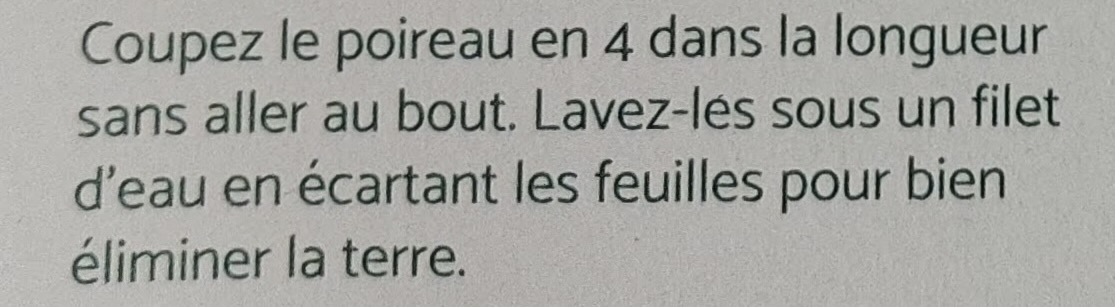 Coupez le poireau en 4 dans la longueur
sans aller au bout. Lavez-les sous un filet
d'eau en écartant les feuilles pour bien
éliminer la terre.